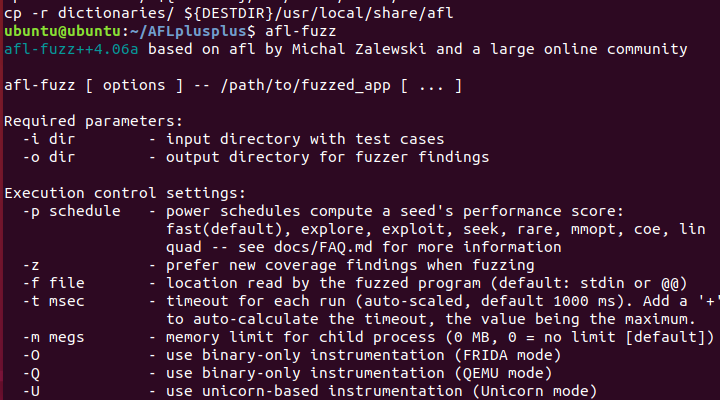 cp -r dictionaries/ ${DESTDIR}/usr/local/share/afl
ubuntu@ubuntu:~/AFLplusplus$ afl-fuzz
afl-fuzz++4.06a based on afl by Michal Zalewski and a large online community

afl-fuzz [ options ] -- /path/to/fuzzed_app [ ... ]

Required parameters:
  -i dir        - input directory with test cases
  -o dir        - output directory for fuzzer findings

Execution control settings:
  -p schedule   - power schedules compute a seed's performance score:
                  fast(default), explore, exploit, seek, rare, mmopt, coe, lin
                  quad -- see docs/FAQ.md for more information
  -z            - prefer new coverage findings when fuzzing
  -f file       - location read by the fuzzed program (default: stdin or @@)
  -t msec       - timeout for each run (auto-scaled, default 1000 ms). Add a '+'
                  to auto-calculate the timeout, the value being the maximum.
  -m megs       - memory limit for child process (0 MB, 0 = no limit [default])
  -O            - use binary-only instrumentation (FRIDA mode)
  -Q            - use binary-only instrumentation (QEMU mode)
  -U            - use unicorn-based instrumentation (Unicorn mode)